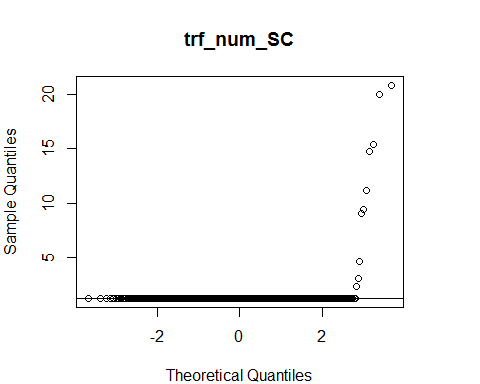 trf_num_SC
Sample Quantiles
20
15
10
5
-2 0 2
Theoretical Quantiles